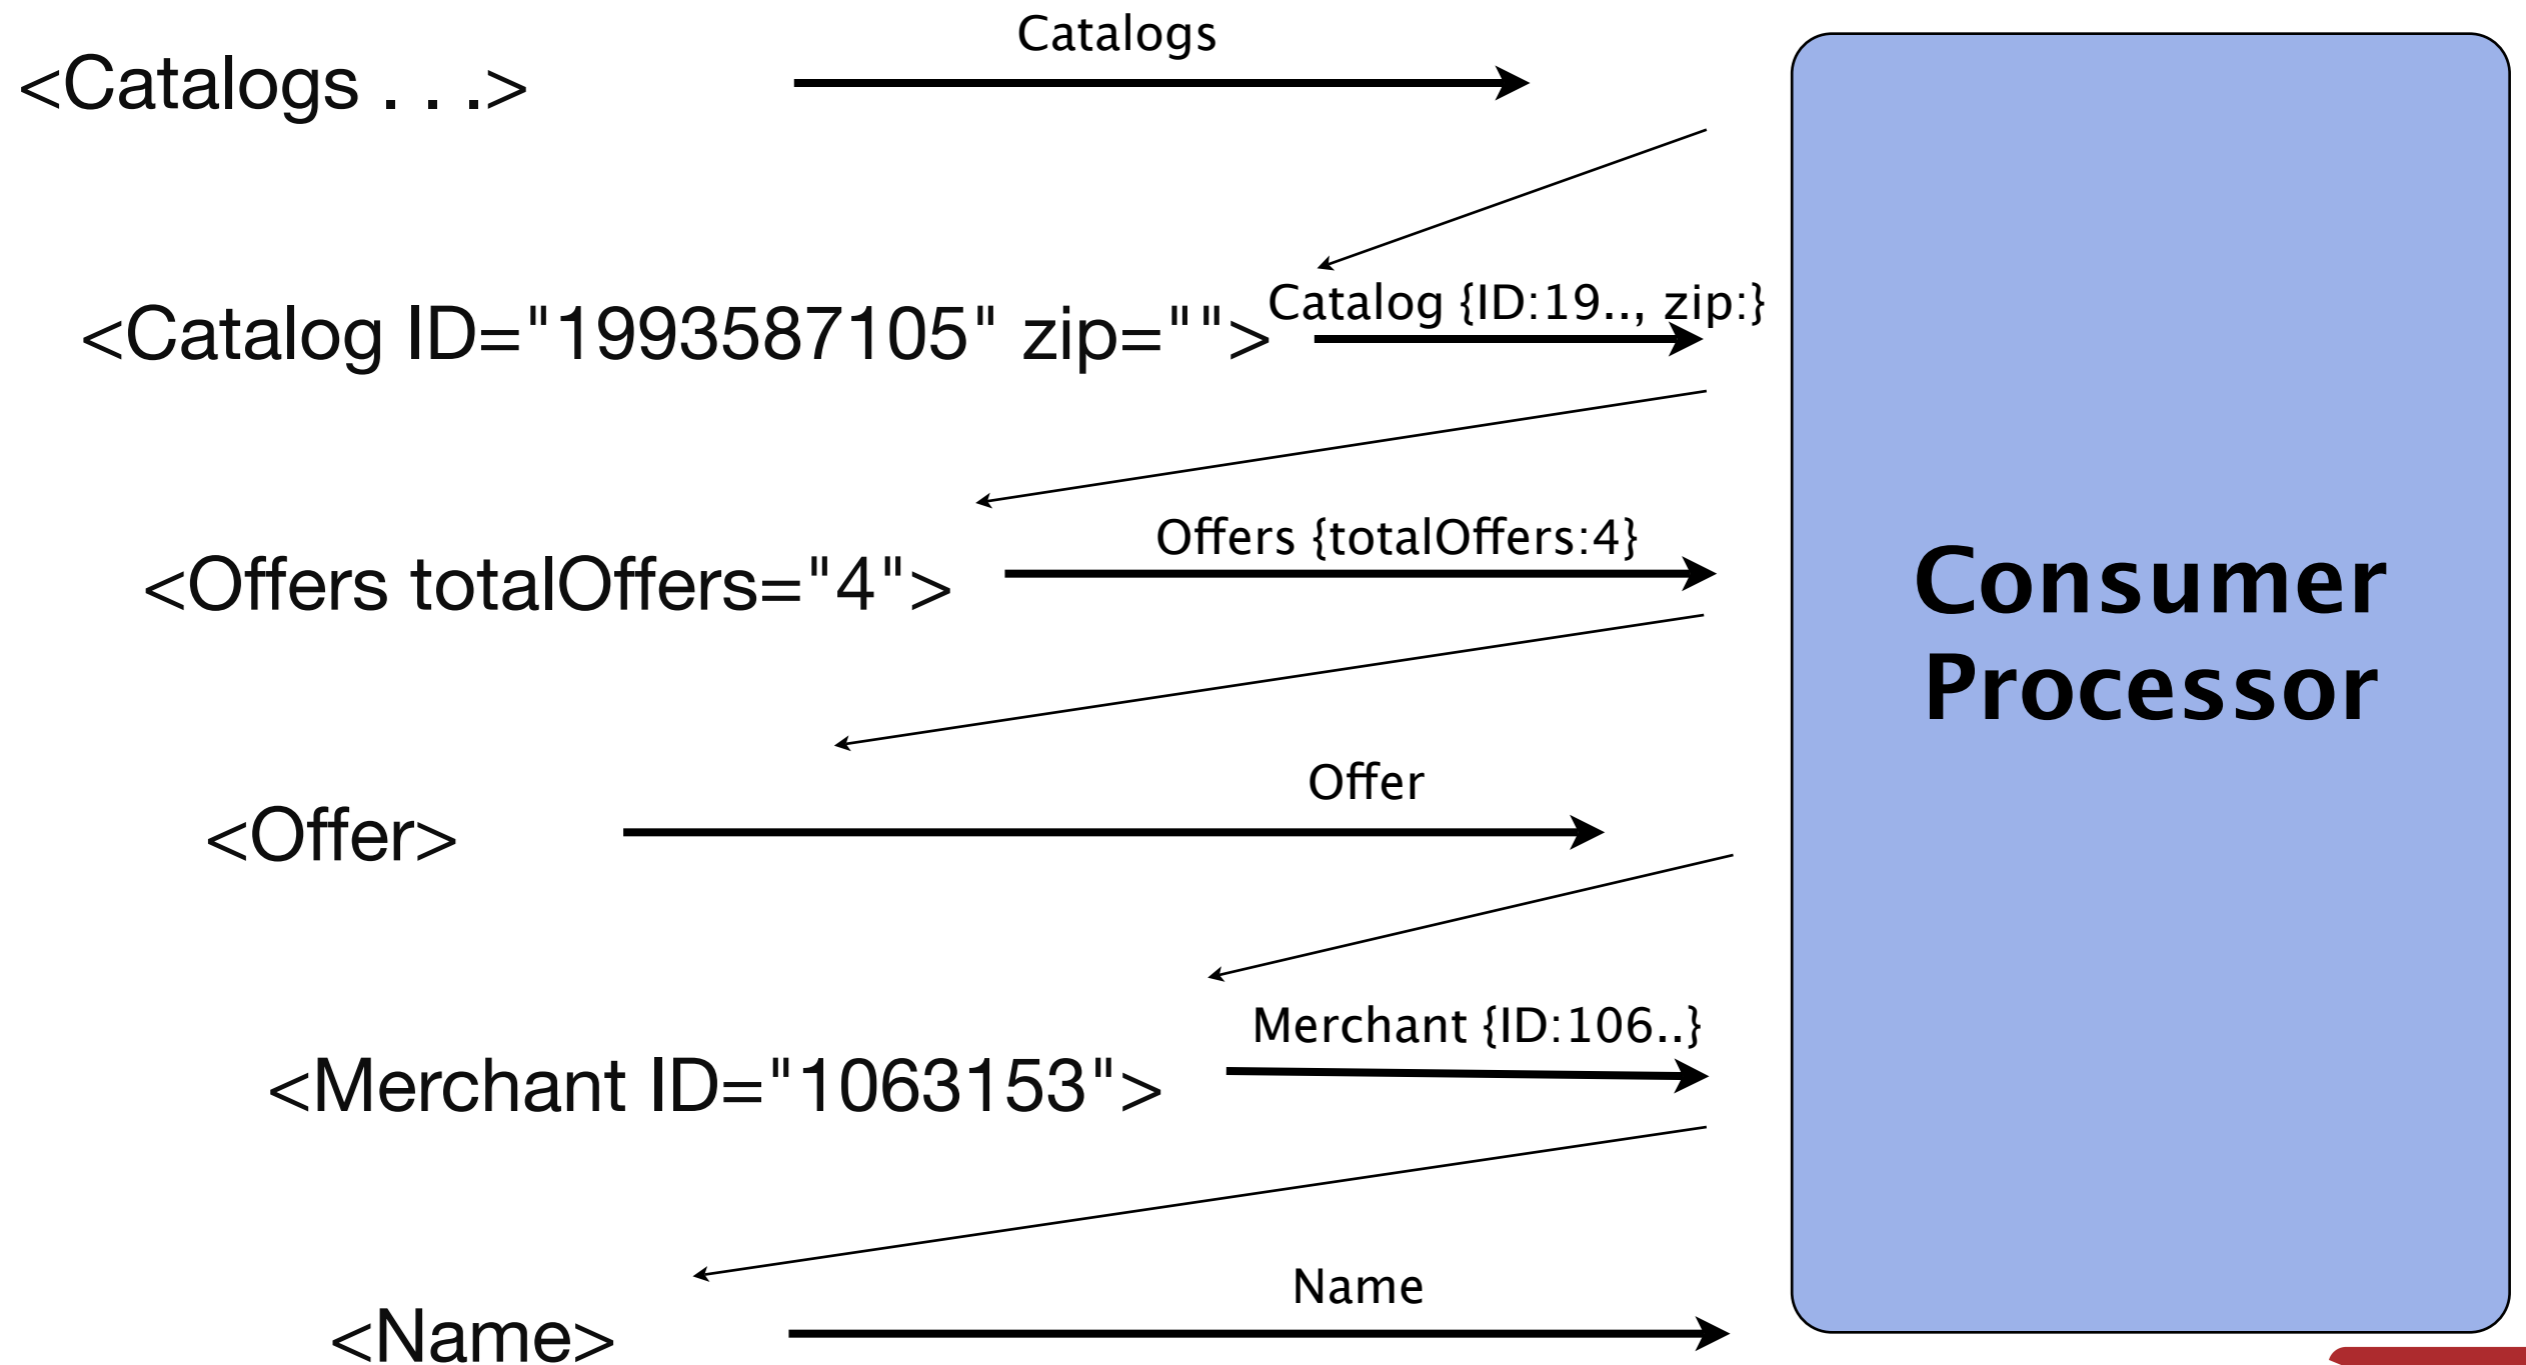 Catalogs
<Catalogs . . .>
Catalog {ID:19.., zip:}
<Catalog ID="1993587105" zip="">
Offers {totalOffers:4}
<Offers totalOffers="4">
Consumer
Processor
Offer
<Offer>
Merchant {ID:106..}
<Merchant ID="1063153">
Name
<Name>